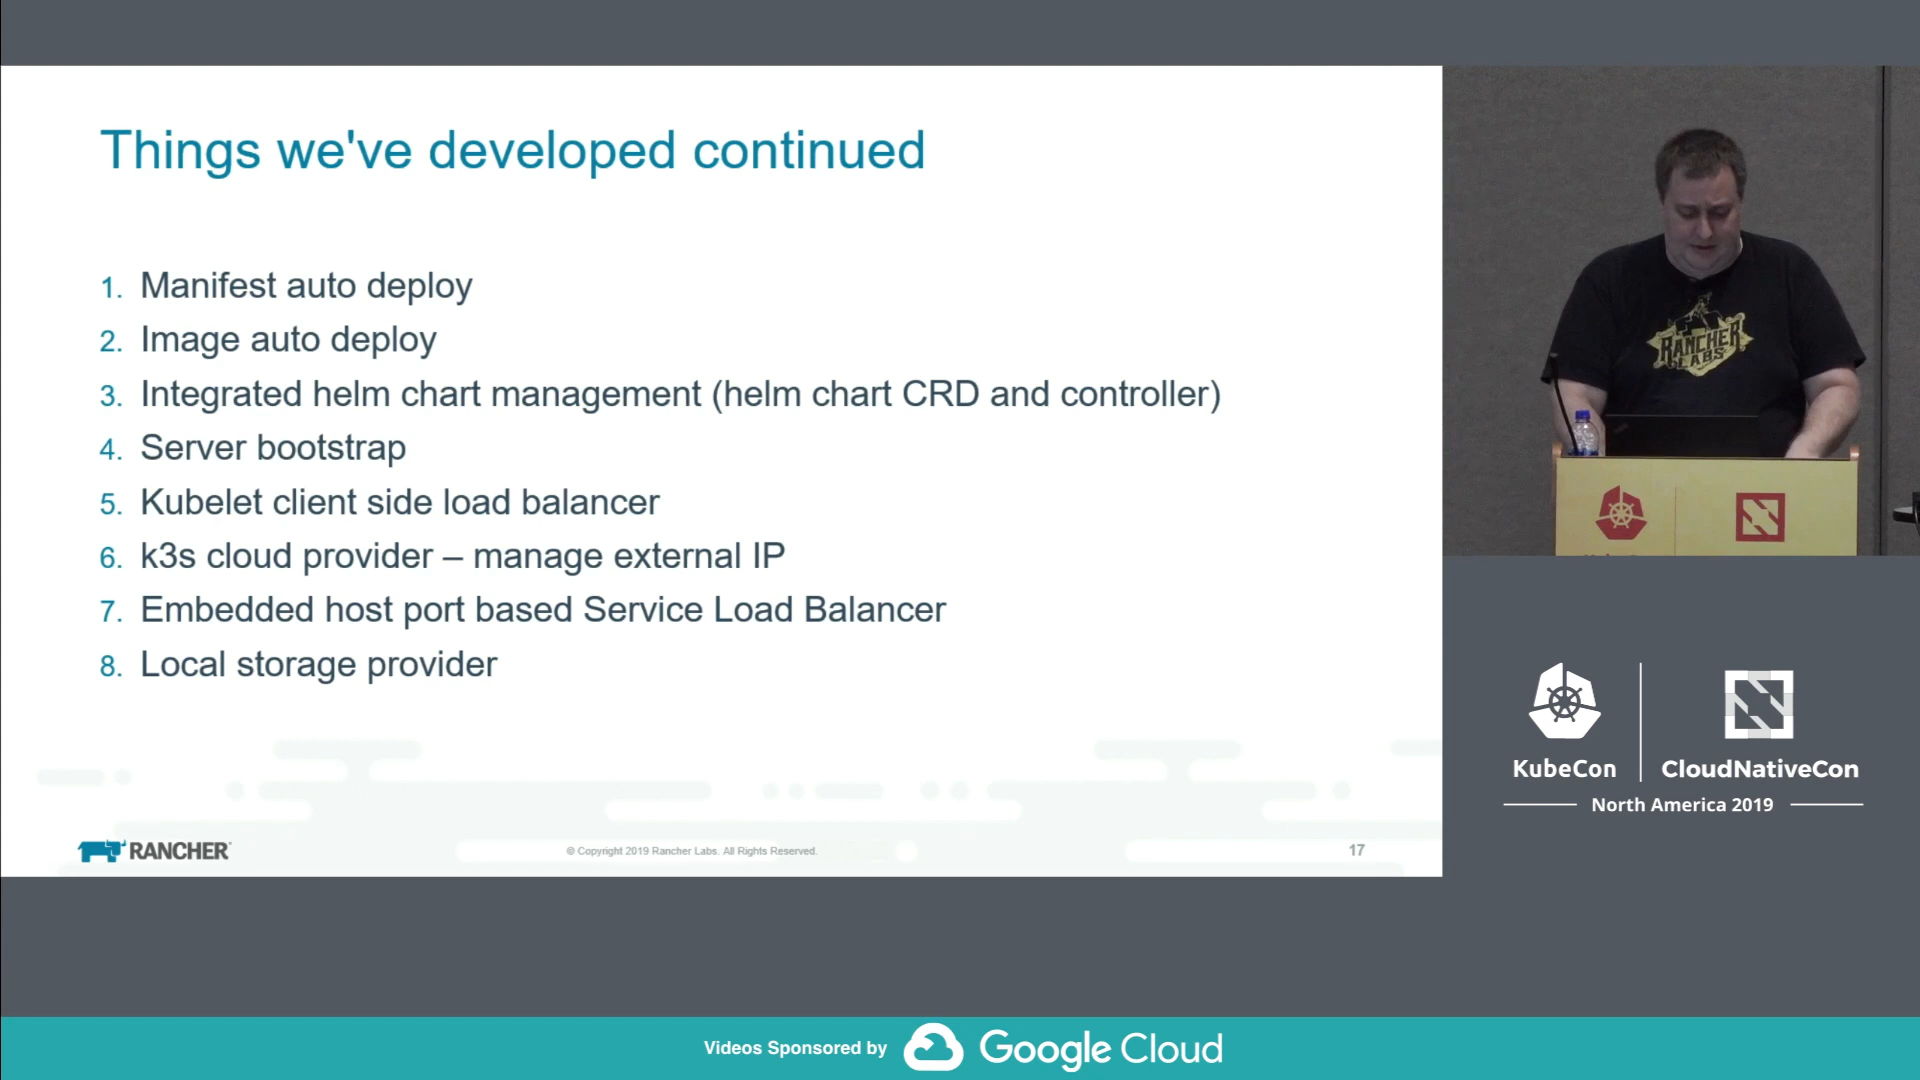 Things we've developed continued
1. Manifest auto deploy
2. Image auto deploy
3. Integrated helm chart management (helm chart CRD and controller)
4. Server bootstrap
5. Kubelet client side load balancer
6. k3s cloud provider – manage external IP
7. Embedded host port based Service Load Balancer
8. Local storage provider
RANCHER
© Copyright 2019 Rancher Labs. All Rights Reserved.
17
RANCHER
LABS
KubeCon
CloudNativeCon
North America 2019
Videos Sponsored by
Google Cloud